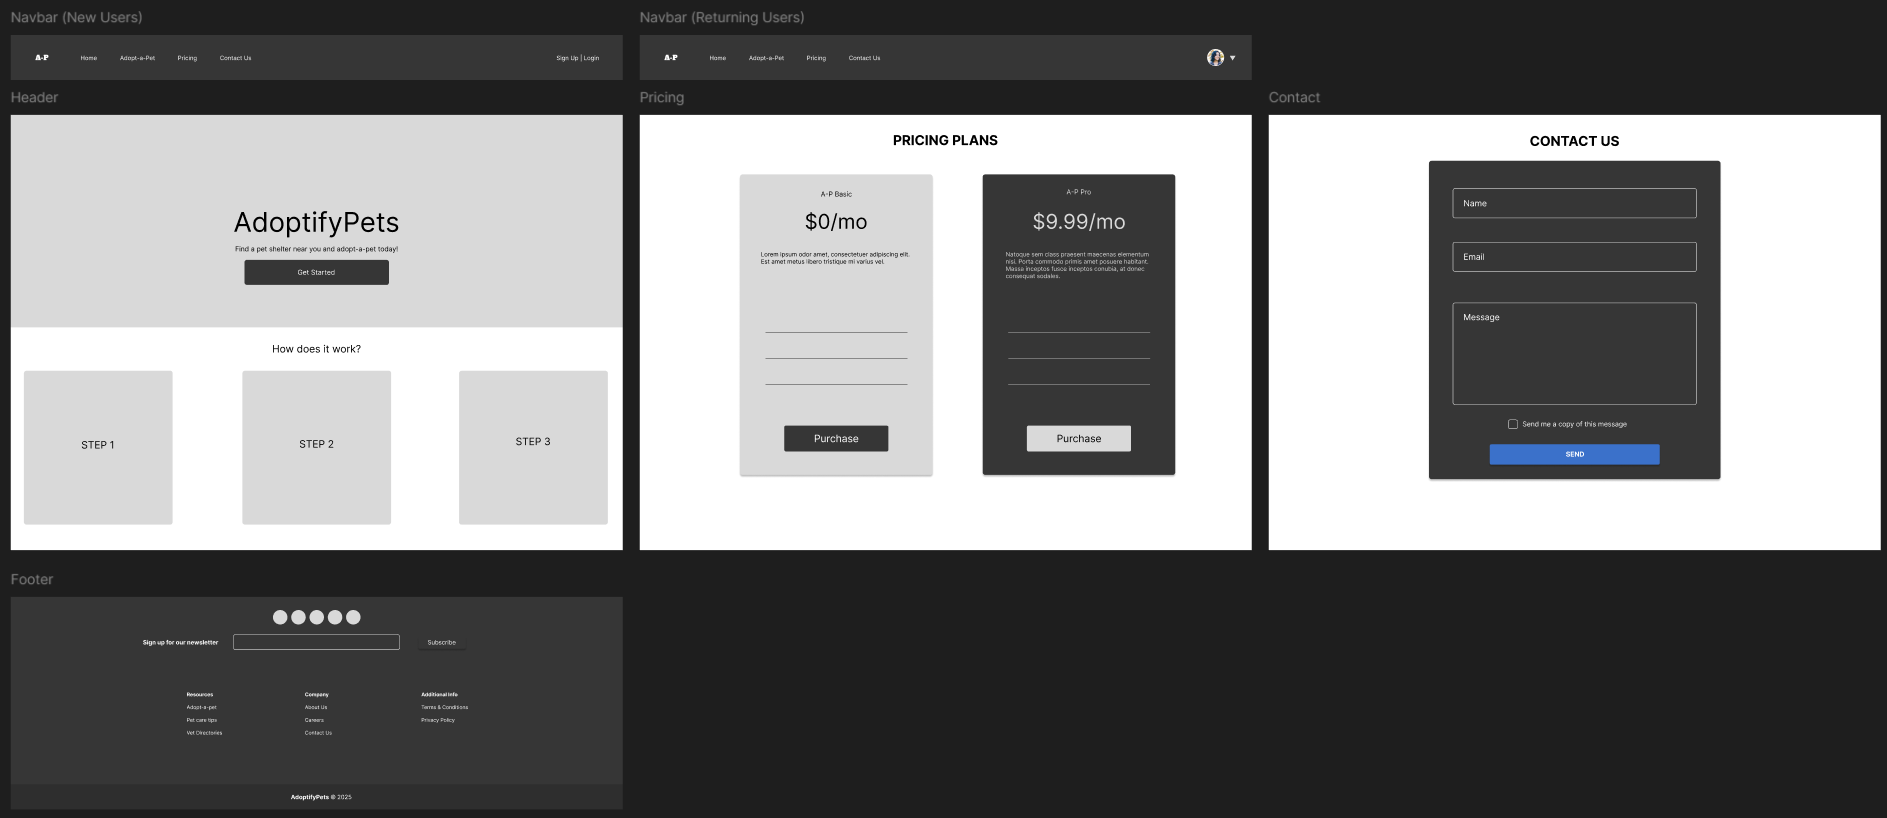 Navbar (New Users)
A-P
Home
Adopt-a-Pet
Pricing
Contact Us
Sign Up | Login
Navbar (Returning Users)
A-P
Home
Adopt-a-Pet
Pricing
Contact Us
Header
AdoptifyPets
Find a pet shelter near you and adopt-a-pet today!
Get Started
How does it work?
STEP 1
STEP 2
STEP 3
Pricing
PRICING PLANS
A-P Basic
$0/mo
Lorem ipsum odor amet, consectetuer adipiscing elit.
Est amet metus libero tristique mi varius vel.
Purchase
A-P Pro
$9.99/mo
Natoque sem class praesent maecenas elementum
nisi. Porta commodo primis amet posuere habitant.
Massa inceptos fusce inceptos conubia, at donec
consequat sodales.
Purchase
Contact
CONTACT US
Name
Email
Message
Send me a copy of this message
SEND
Footer
Sign up for our newsletter
Subscribe
Resources
Adopt-a-pet
Pet care tips
Vet Directories
Company
About Us
Careers
Contact Us
Additional Info
Terms & Conditions
Privacy Policy
AdoptifyPets © 2025